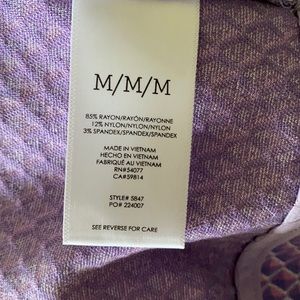 M/M/M
85% RAYON/RAYÓN/RAYONNE
12% NYLON/NYLON/NYLON
3% SPANDEX/SPANDEX/SPANDEX
MADE IN VIETNAM
HECHO EN VIETNAM
FABRIQUÉ AU VIETNAM
RN#54077
CA#59814
STYLE# 5847
PO# 224007
SEE REVERSE FOR CARE